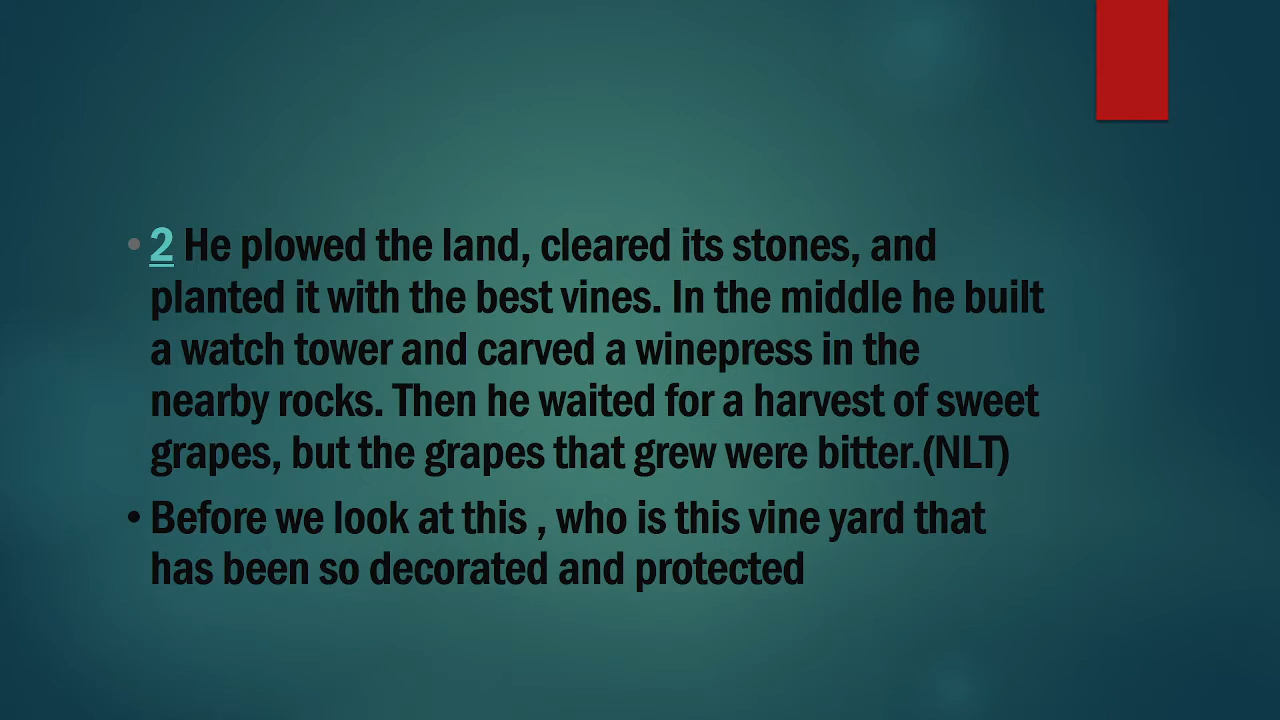 • 2 He plowed the land, cleared its stones, and
planted it with the best vines. In the middle he built
a watch tower and carved a winepress in the
nearby rocks. Then he waited for a harvest of sweet
grapes, but the grapes that grew were bitter.(NLT)
• Before we look at this , who is this vine yard that
has been so decorated and protected